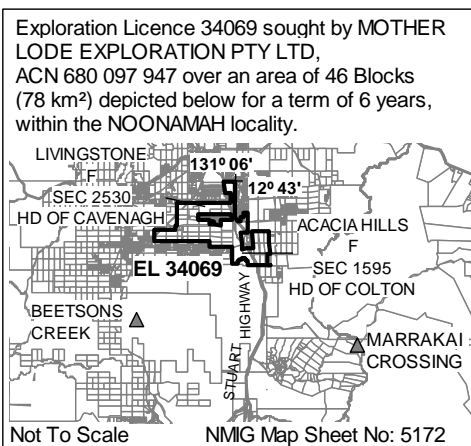 Exploration Licence 34069 sought by MOTHER
LODE EXPLORATION PTY LTD,
ACN 680 097 947 over an area of 46 Blocks
(78 km²) depicted below for a term of 6 years,
within the NOONAMAH locality.
LIVINGSTONE
F
131° 06'
12° 43'
SEC 2530
HD OF CAVENAGH
ACACIA HILLS
F
EL 34069
SEC 1595
HD OF COLTON
BEETSONS
CREEK
STUART HIGHWAY
MARRAKAI
CROSSING
Not To Scale
NMIG Map Sheet No: 5172